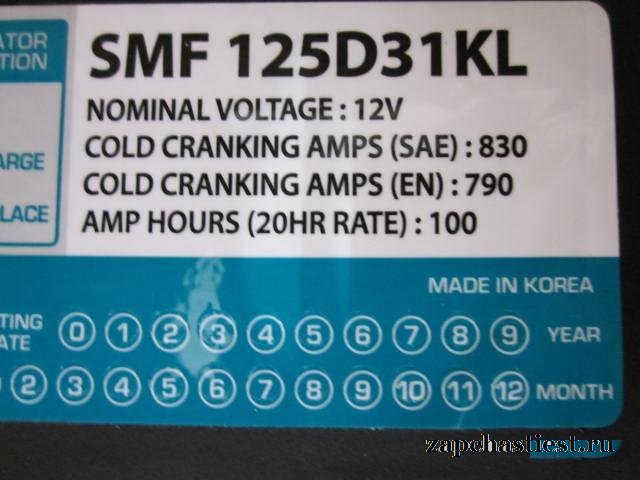 ATOR
TION
ARGE
LACE
SMF 125D31KL
NOMINAL VOLTAGE : 12V
COLD CRANKING AMPS (SAE) : 830
COLD CRANKING AMPS (EN) : 790
AMP HOURS (20HR RATE) : 100
MADE IN KOREA
TING
ATE
0 1 2 3 4 5 6 7 8 9 YEAR
2 3 4 5 6 7 8 9 10 11 12 MONTH
zapchastiest.ru